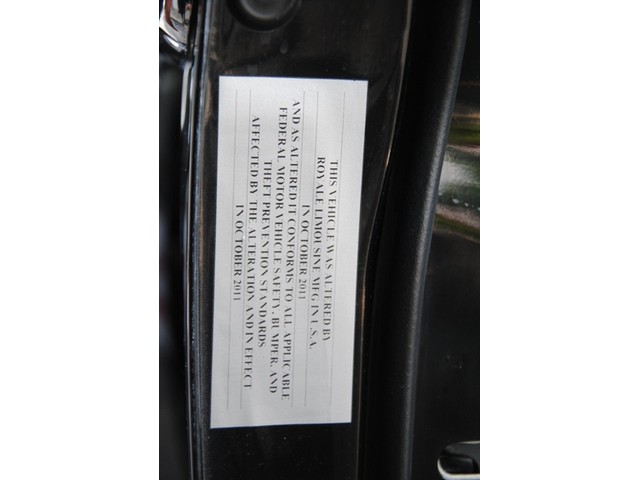 THIS VEHICLE WAS ALTERED BY
ROYALE LIMOUSINE MFG IN U.S.A.
IN OCTOBER 2011
AND AS ALTERED IT CONFORMS TO ALL APPLICABLE
FEDERAL MOTOR VEHICLE SAFETY, BUMPER, AND
THEFT PREVENTION STANDARDS
AFFECTED BY THE ALTERATION AND IN EFFECT
IN OCTOBER 2011